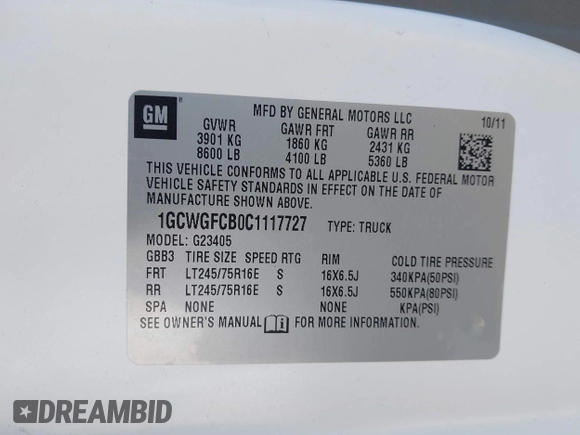 GM
MFD BY GENERAL MOTORS LLC
10/11
GVWR GAWR FRT GAWR RR
3901 KG 1860 KG 2431 KG
8600 LB 4100 LB 5360 LB
THIS VEHICLE CONFORMS TO ALL APPLICABLE U.S. FEDERAL MOTOR
VEHICLE SAFETY STANDARDS IN EFFECT ON THE DATE OF
MANUFACTURE SHOWN ABOVE.
1GCWGFCB0C1117727 TYPE: TRUCK
MODEL: G23405
GBB3 TIRE SIZE SPEED RTG RIM COLD TIRE PRESSURE
FRT LT245/75R16E S 16X6.5J 340KPA(50PSI)
RR LT245/75R16E S 16X6.5J 550KPA(80PSI)
SPA NONE NONE KPA(PSI)
SEE OWNER'S MANUAL FOR MORE INFORMATION.
DREAMBID